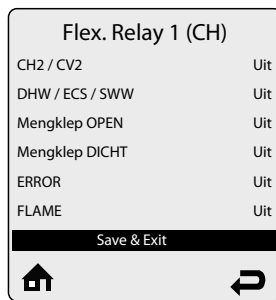 Flex. Relay 1 (CH)
CH2 / CV2 Uit
DHW / ECS / SWW Uit
Mengklep OPEN Uit
Mengklep DICHT Uit
ERROR Uit
FLAME Uit
Save & Exit